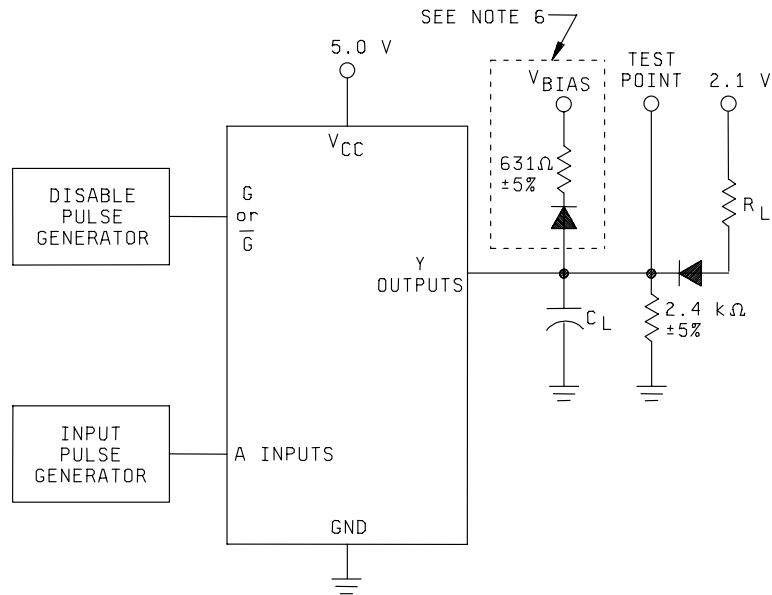 SEE NOTE 6
5.0 V
V_BIAS
TEST
POINT
2.1 V
V_CC
631Ω
±5%
DISABLE
PULSE
GENERATOR
G
or
G̅
R_L
Y
OUTPUTS
C_L
2.4 kΩ
±5%
INPUT
PULSE
GENERATOR
A INPUTS
GND